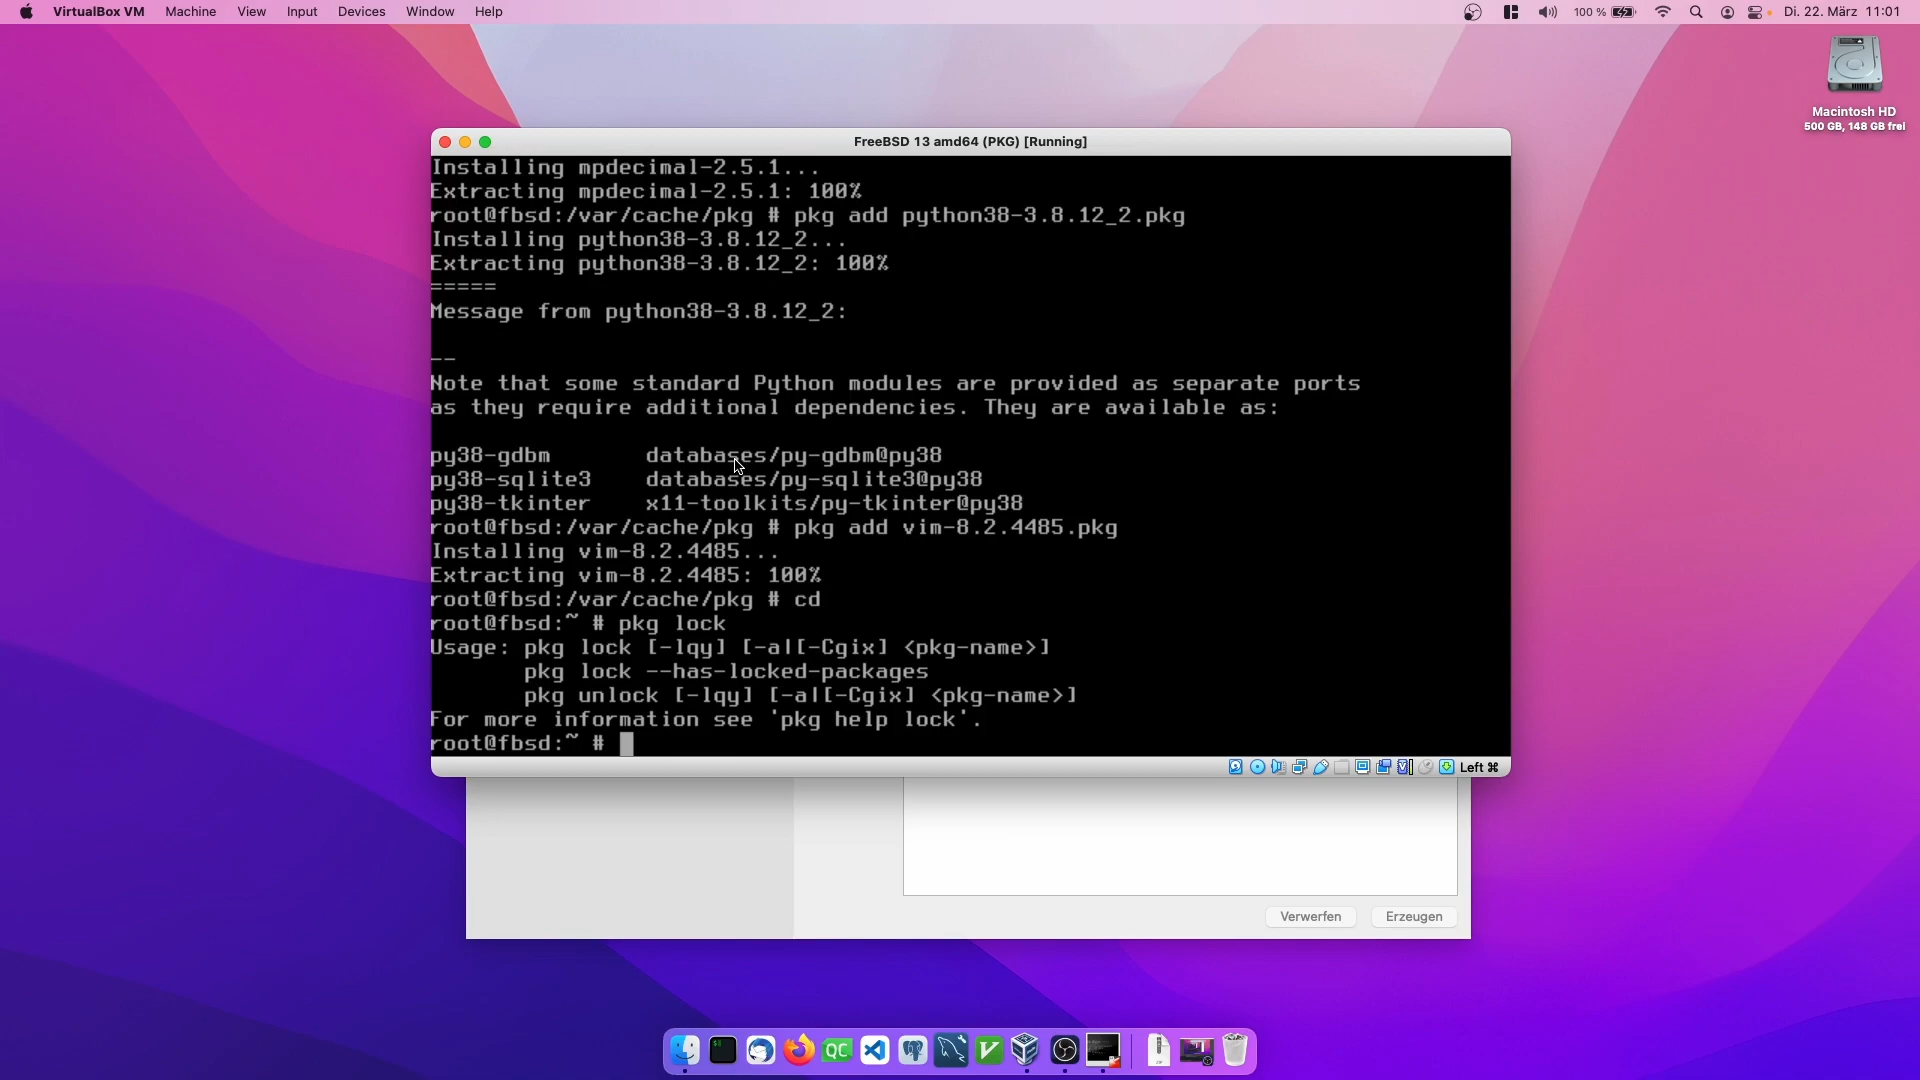 VirtualBox VM Machine View Input Devices Window Help 100 % Di. 22. März 11:01
Macintosh HD
500 GB, 148 GB frei
FreeBSD 13 amd64 (PKG) [Running]
Installing mpdecimal-2.5.1...
Extracting mpdecimal-2.5.1: 100%
root@fbsd:/var/cache/pkg # pkg add python38-3.8.12_2.pkg
Installing python38-3.8.12_2...
Extracting python38-3.8.12_2: 100%
=====
Message from python38-3.8.12_2:
--
Note that some standard Python modules are provided as separate ports
as they require additional dependencies. They are available as:
py38-gdbm databases/py-gdbm@py38
py38-sqlite3 databases/py-sqlite3@py38
py38-tkinter x11-toolkits/py-tkinter@py38
root@fbsd:/var/cache/pkg # pkg add vim-8.2.4485.pkg
Installing vim-8.2.4485...
Extracting vim-8.2.4485: 100%
root@fbsd:/var/cache/pkg # cd
root@fbsd:~ # pkg lock
Usage: pkg lock [-lqy] [-a|[-Cgix] <pkg-name>]
pkg lock --has-locked-packages
pkg unlock [-lqy] [-a|[-Cgix] <pkg-name>]
For more information see 'pkg help lock'.
root@fbsd:~ #
Left ⌘
Verwerfen Erzeugen
QC